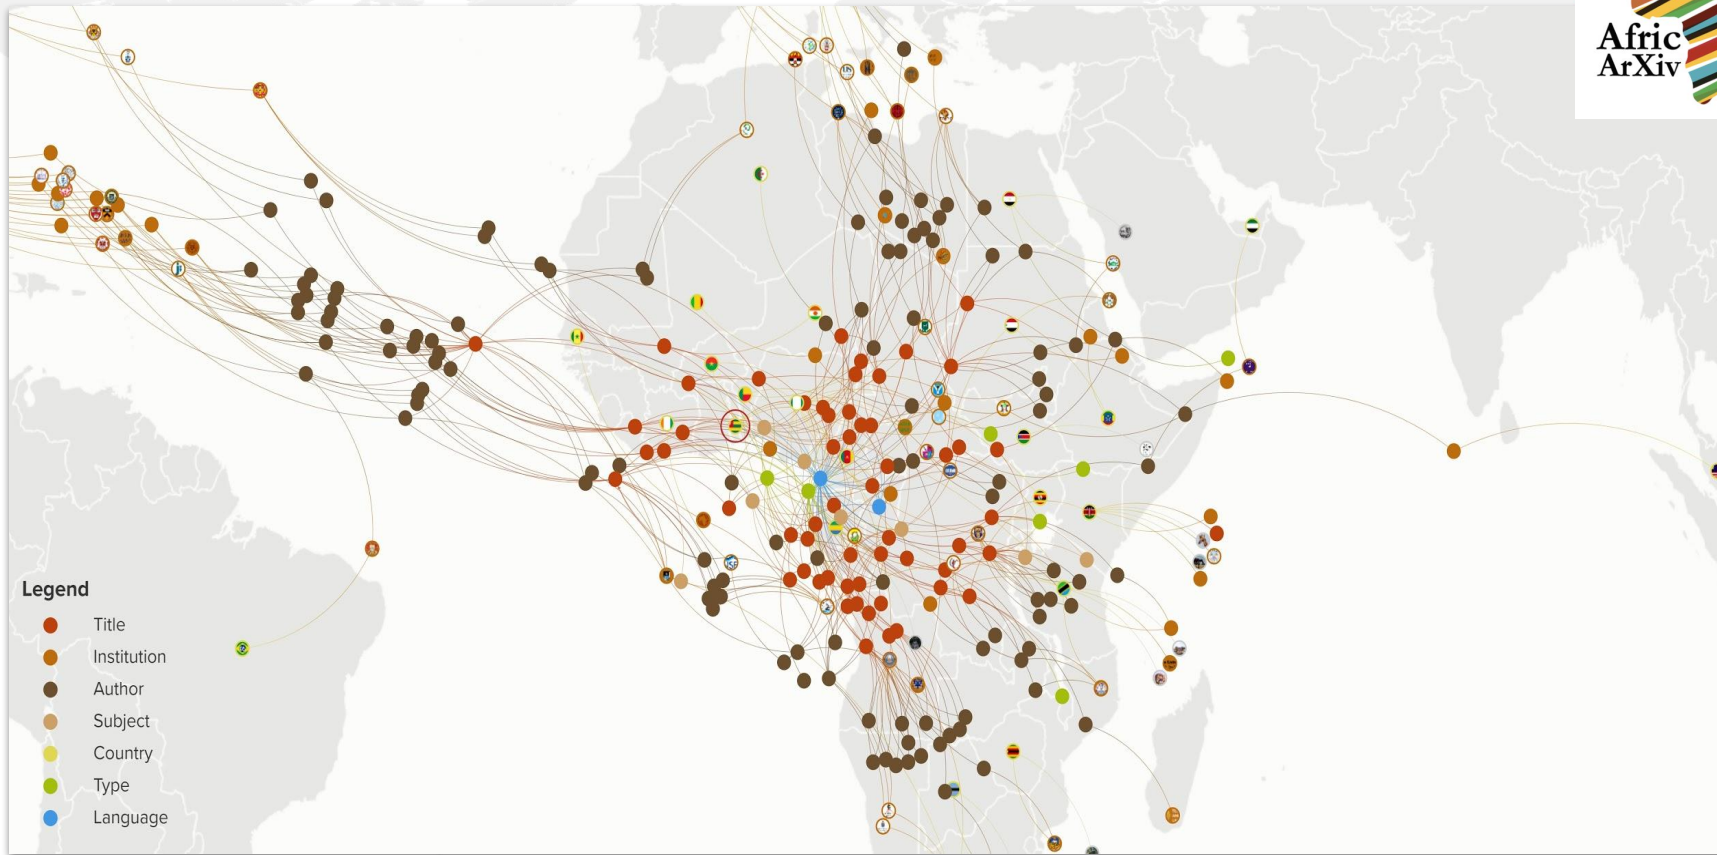 Afric
ArXiv
Legend
Title
Institution
Author
Subject
Country
Type
Language